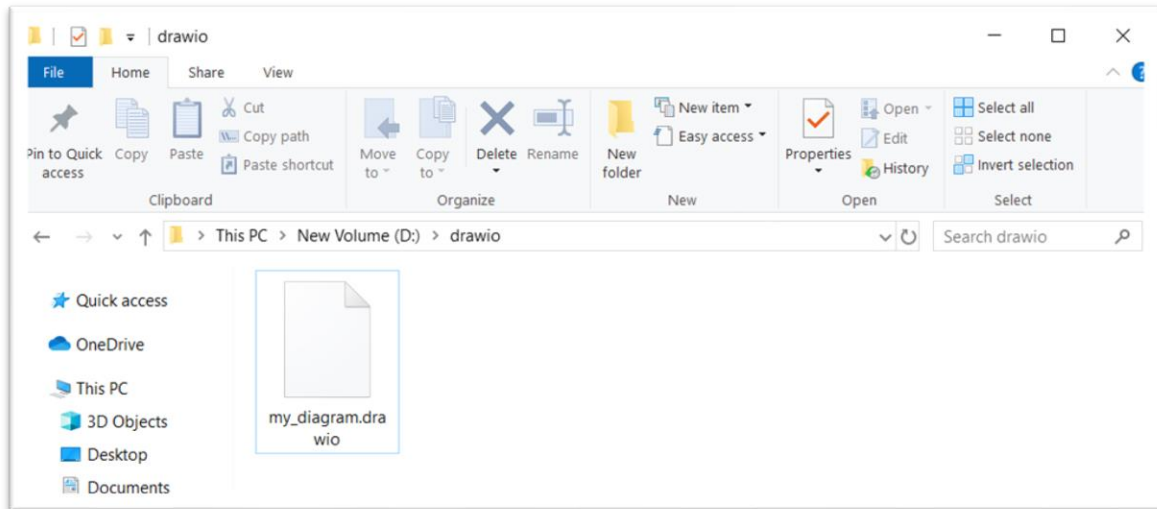 drawio
File Home Share View
Pin to Quick access
Copy
Paste
Cut
Copy path
Paste shortcut
Clipboard
Move to
Copy to
Delete
Rename
Organize
New folder
New item
Easy access
New
Properties
Open
Edit
History
Open
Select all
Select none
Invert selection
Select
This PC > New Volume (D:) > drawio
Search drawio
Quick access
OneDrive
This PC
3D Objects
Desktop
Documents
my_diagram.dra
wio